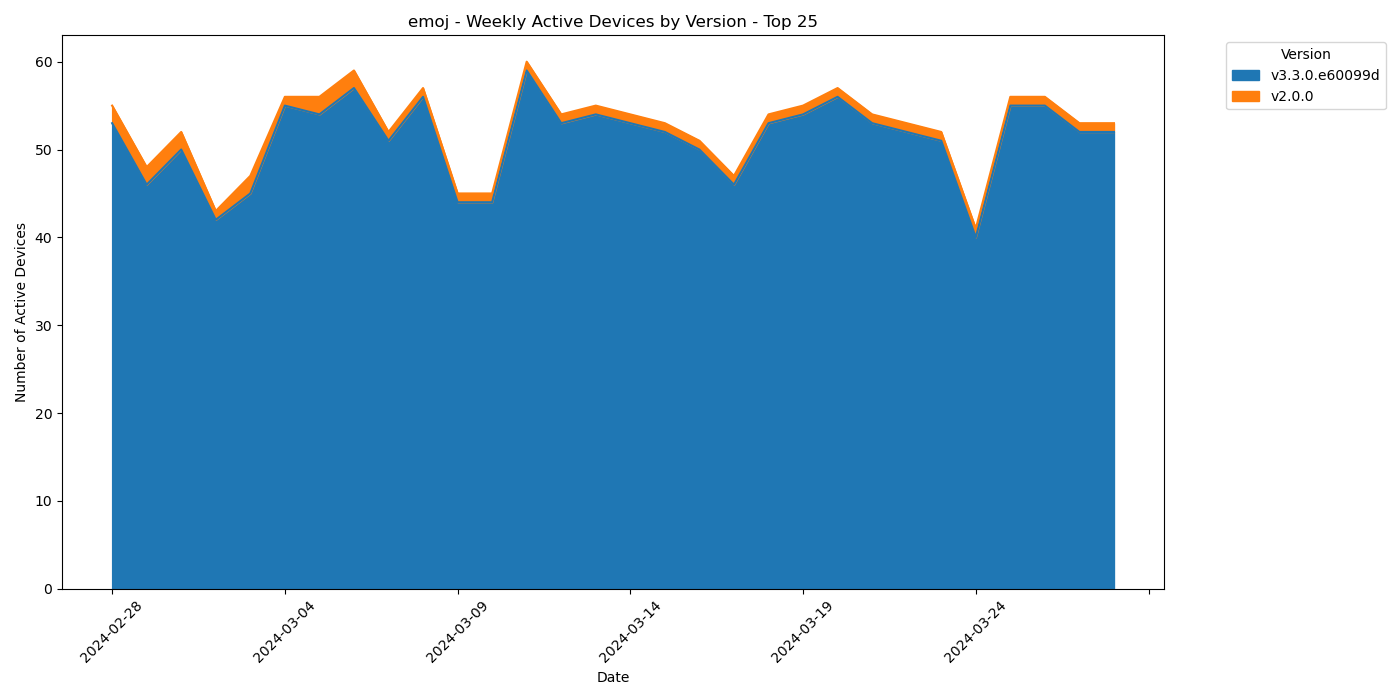 emoj - Weekly Active Devices by Version - Top 25
Version
v3.3.0.e60099d
v2.0.0
Number of Active Devices
60
50
40
30
20
10
0
2024-02-28
2024-03-04
2024-03-09
2024-03-14
2024-03-19
2024-03-24
Date